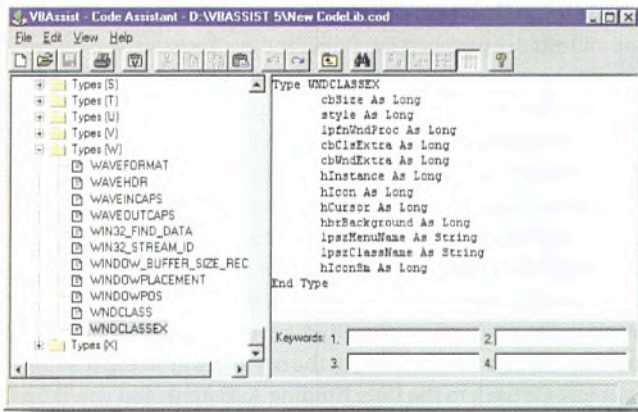 VBAssist - Code Assistant - D:\VBASSIST 5\New CodeLib.cod
File Edit View Help
Types (S)
Types (T)
Types (U)
Types (V)
Types (W)
WAVEFORMAT
WAVEHDR
WAVEINCAPS
WAVEOUTCAPS
WIN32_FIND_DATA
WIN32_STREAM_ID
WINDOW_BUFFER_SIZE_REC
WINDOWPLACEMENT
WINDOWPOS
WNDCLASS
WNDCLASSEX
Types (X)
Type WNDCLASSEX
cbSize As Long
style As Long
lpfnWndProc As Long
cbClsExtra As Long
cbWndExtra As Long
hInstance As Long
hIcon As Long
hCursor As Long
hbrBackground As Long
lpszMenuName As String
lpszClassName As String
hIconSm As Long
End Type
Keywords: 1. 2.
3. 4.